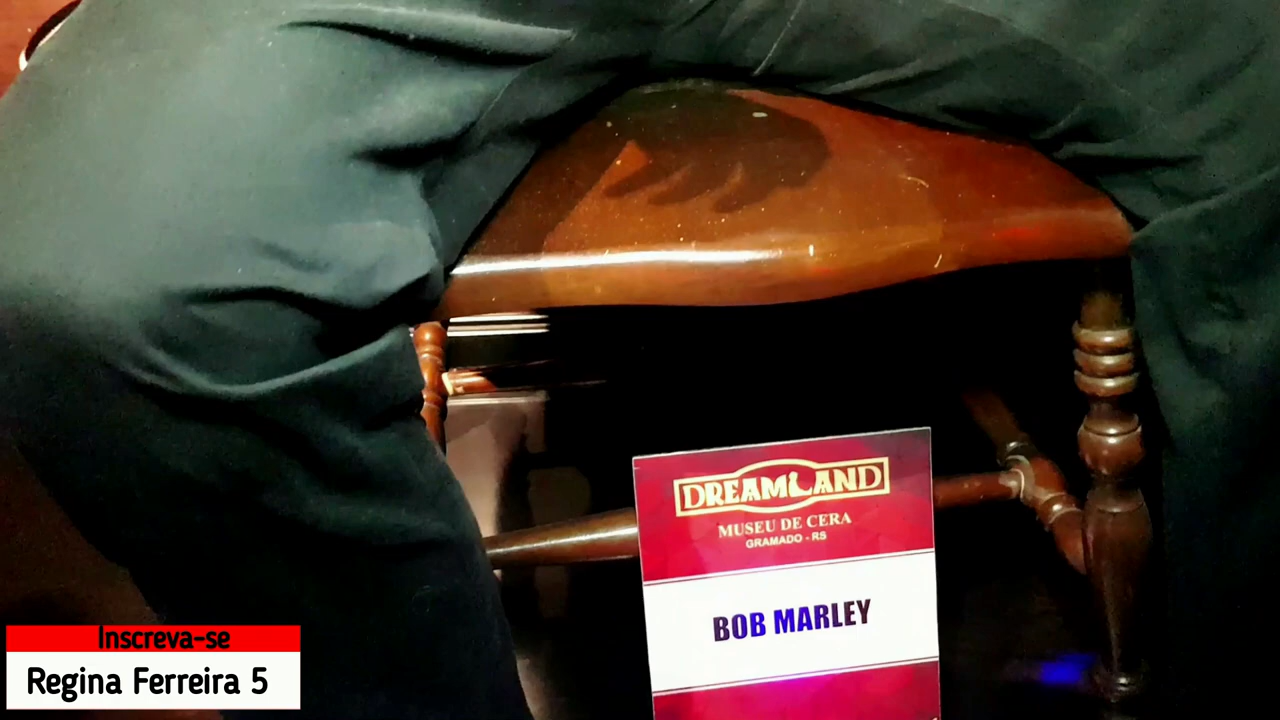 DREAMLAND
MUSEU DE CERA
GRAMADO - RS
BOB MARLEY
Inscreva-se
Regina Ferreira 5